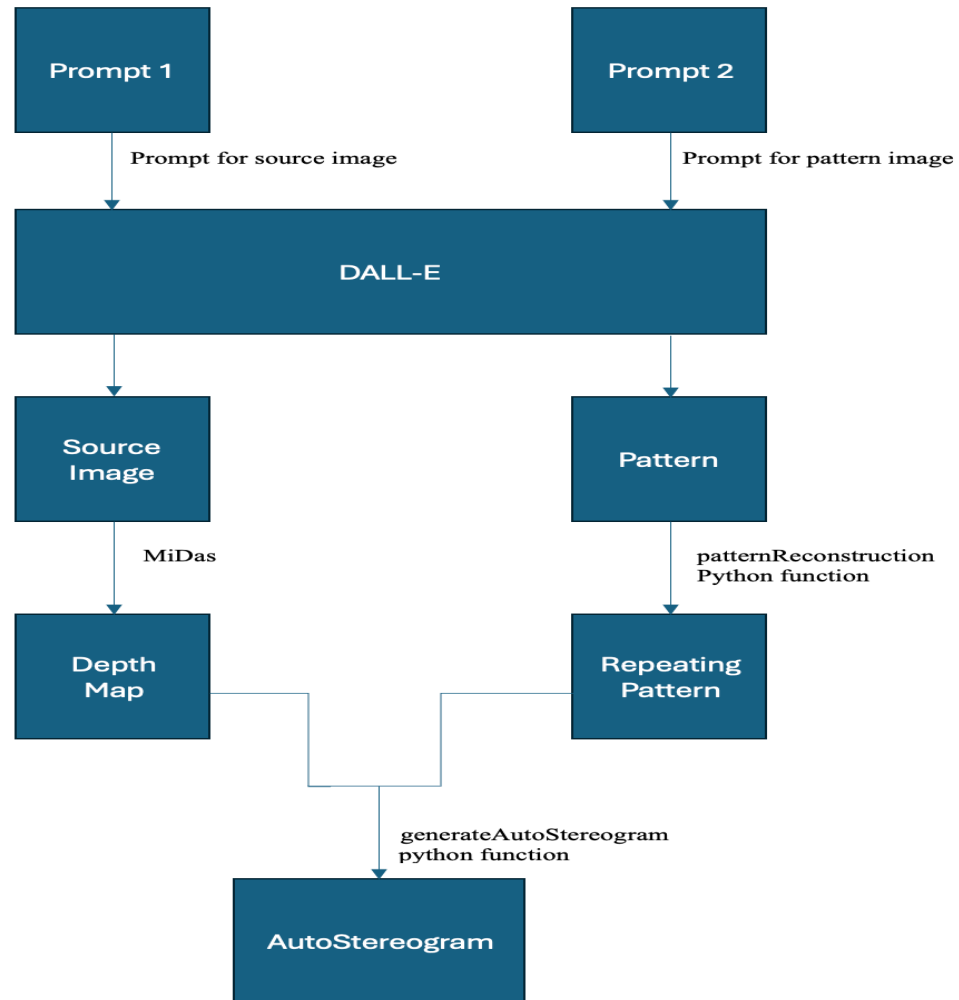 Prompt 1
Prompt 2
Prompt for source image
Prompt for pattern image
DALL-E
Source
Image
Pattern
MiDas
patternReconstruction
Python function
Depth
Map
Repeating
Pattern
generateAutoStereogram
python function
AutoStereogram